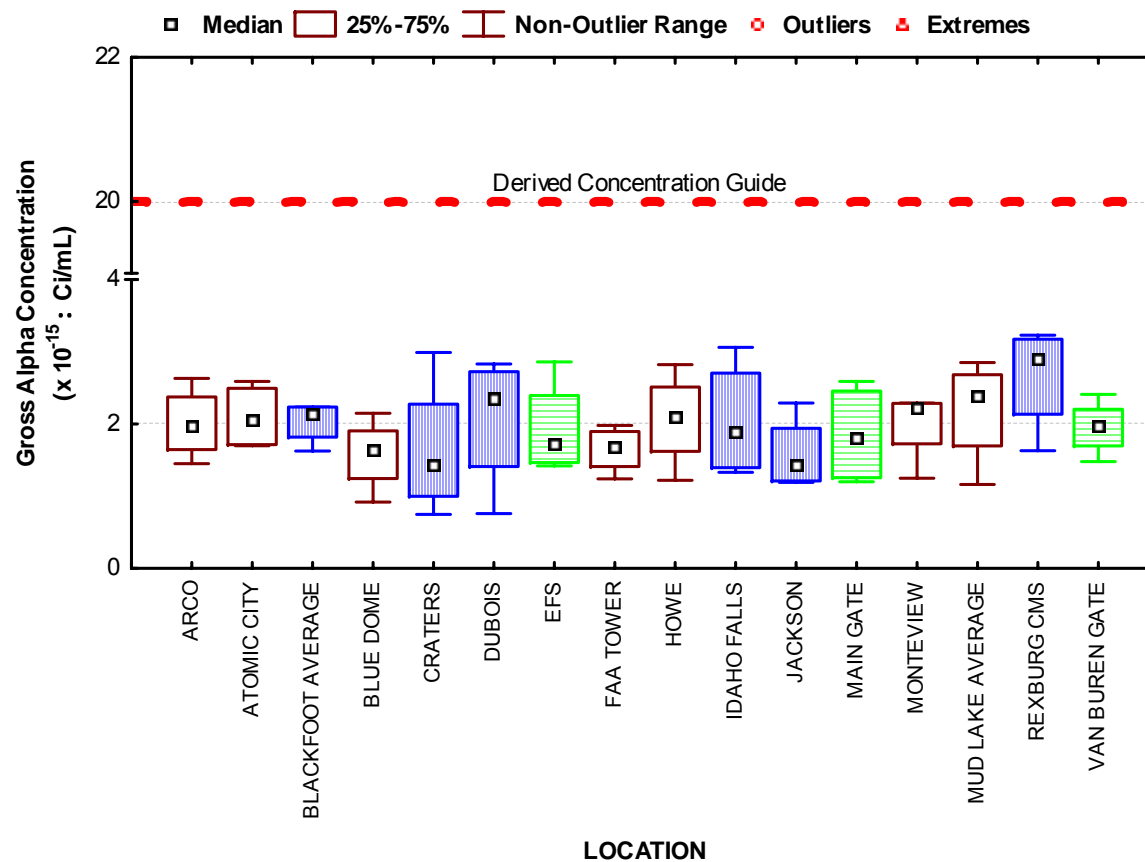 Median 25%-75% Non-Outlier Range Outliers Extremes
22
Derived Concentration Guide
20
4
2
0
Gross Alpha Concentration
(x 10⁻¹⁵ : Ci/mL)
ARCO
ATOMIC CITY
BLACKFOOT AVERAGE
BLUE DOME
CRATERS
DUBOIS
EFS
FAA TOWER
HOWE
IDAHO FALLS
JACKSON
MAIN GATE
MONTEVIEW
MUD LAKE AVERAGE
REXBURG CMS
VAN BUREN GATE
LOCATION